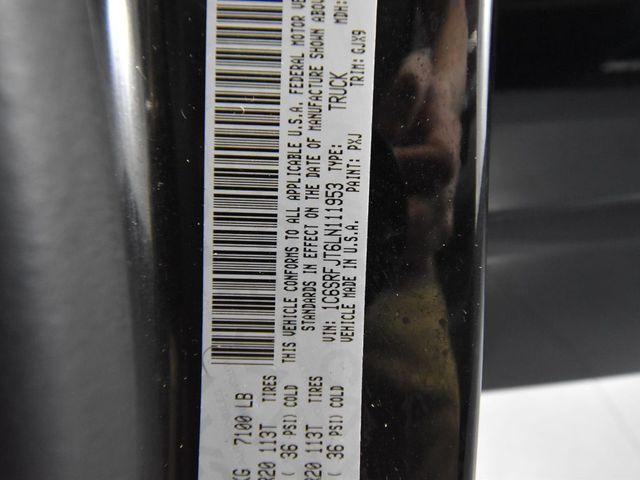 KG 7100 LB
R20 113T TIRES
( 36 PSI) COLD
R20 113T TIRES
( 36 PSI) COLD
THIS VEHICLE CONFORMS TO ALL APPLICABLE U.S.A. FEDERAL MOTOR VE
STANDARDS IN EFFECT ON THE DATE OF MANUFACTURE SHOWN ABOV
VIN: 1C6SRFJT6LN111953 TYPE: TRUCK MDH:
VEHICLE MADE IN U.S.A. PAINT: PXJ TRIM: GJX9